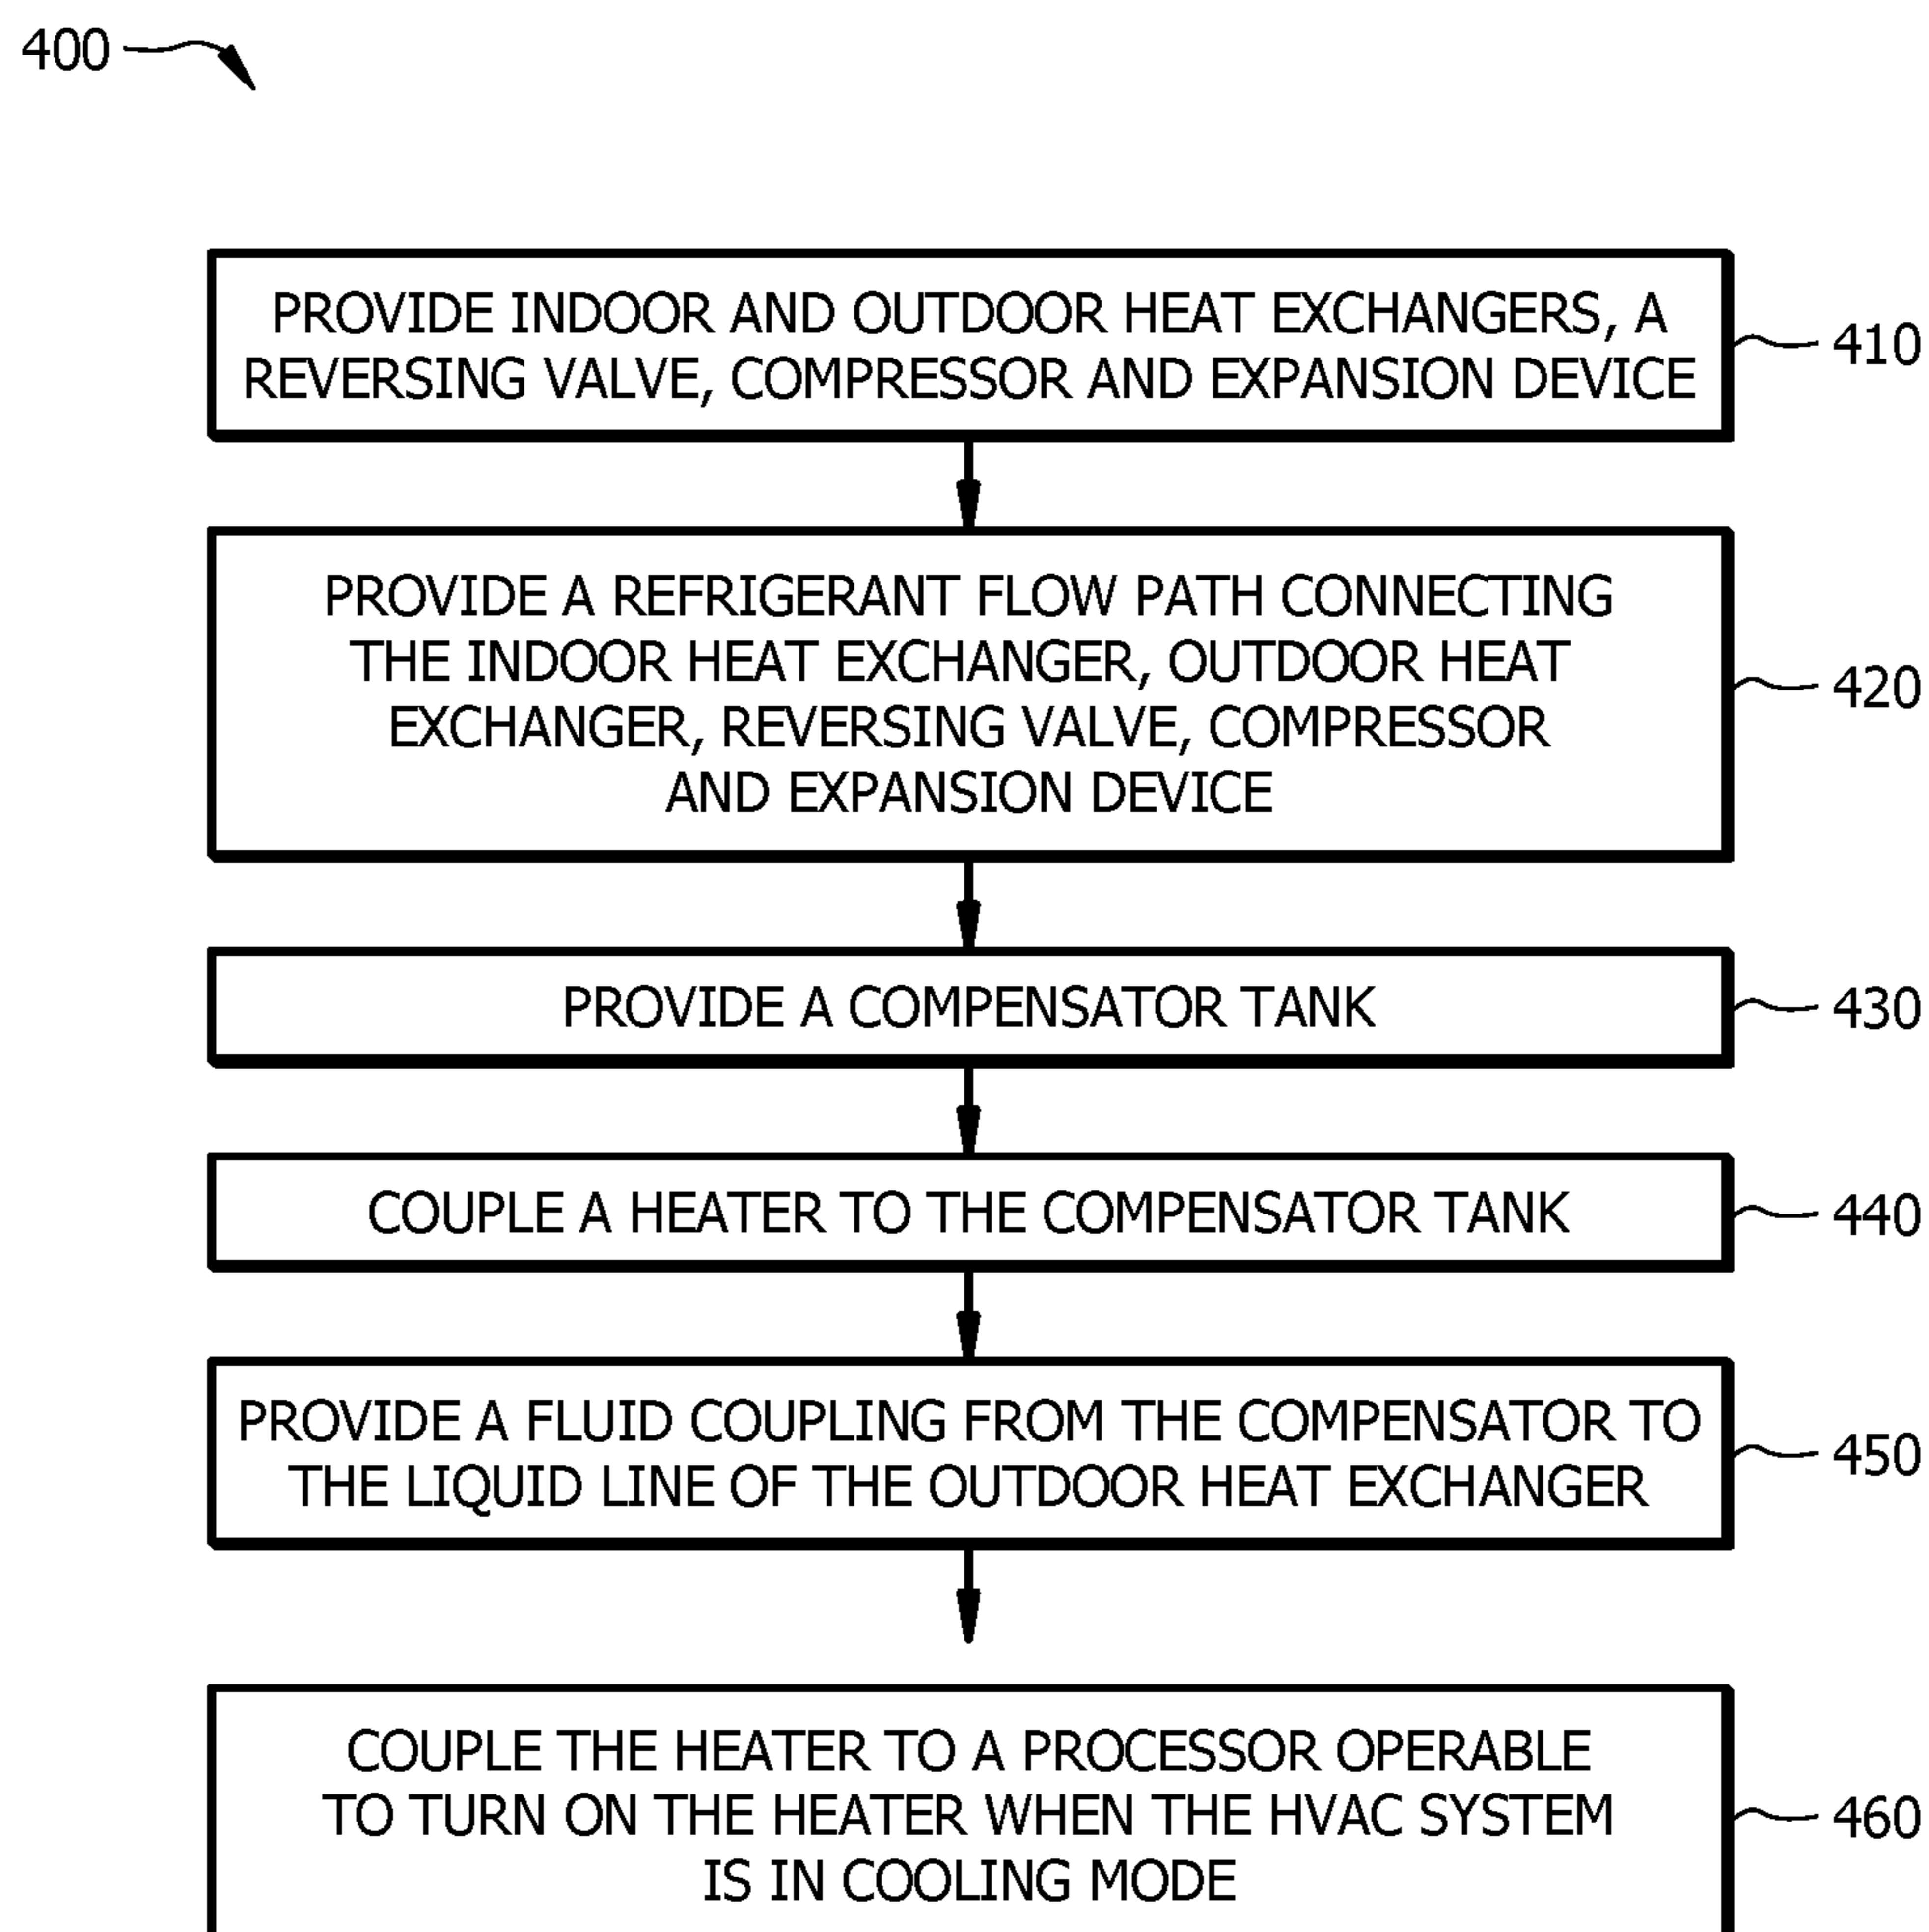 400
PROVIDE INDOOR AND OUTDOOR HEAT EXCHANGERS, A
REVERSING VALVE, COMPRESSOR AND EXPANSION DEVICE
410
PROVIDE A REFRIGERANT FLOW PATH CONNECTING
THE INDOOR HEAT EXCHANGER, OUTDOOR HEAT
EXCHANGER, REVERSING VALVE, COMPRESSOR
AND EXPANSION DEVICE
420
PROVIDE A COMPENSATOR TANK
430
COUPLE A HEATER TO THE COMPENSATOR TANK
440
PROVIDE A FLUID COUPLING FROM THE COMPENSATOR TO
THE LIQUID LINE OF THE OUTDOOR HEAT EXCHANGER
450
COUPLE THE HEATER TO A PROCESSOR OPERABLE
TO TURN ON THE HEATER WHEN THE HVAC SYSTEM
IS IN COOLING MODE
460